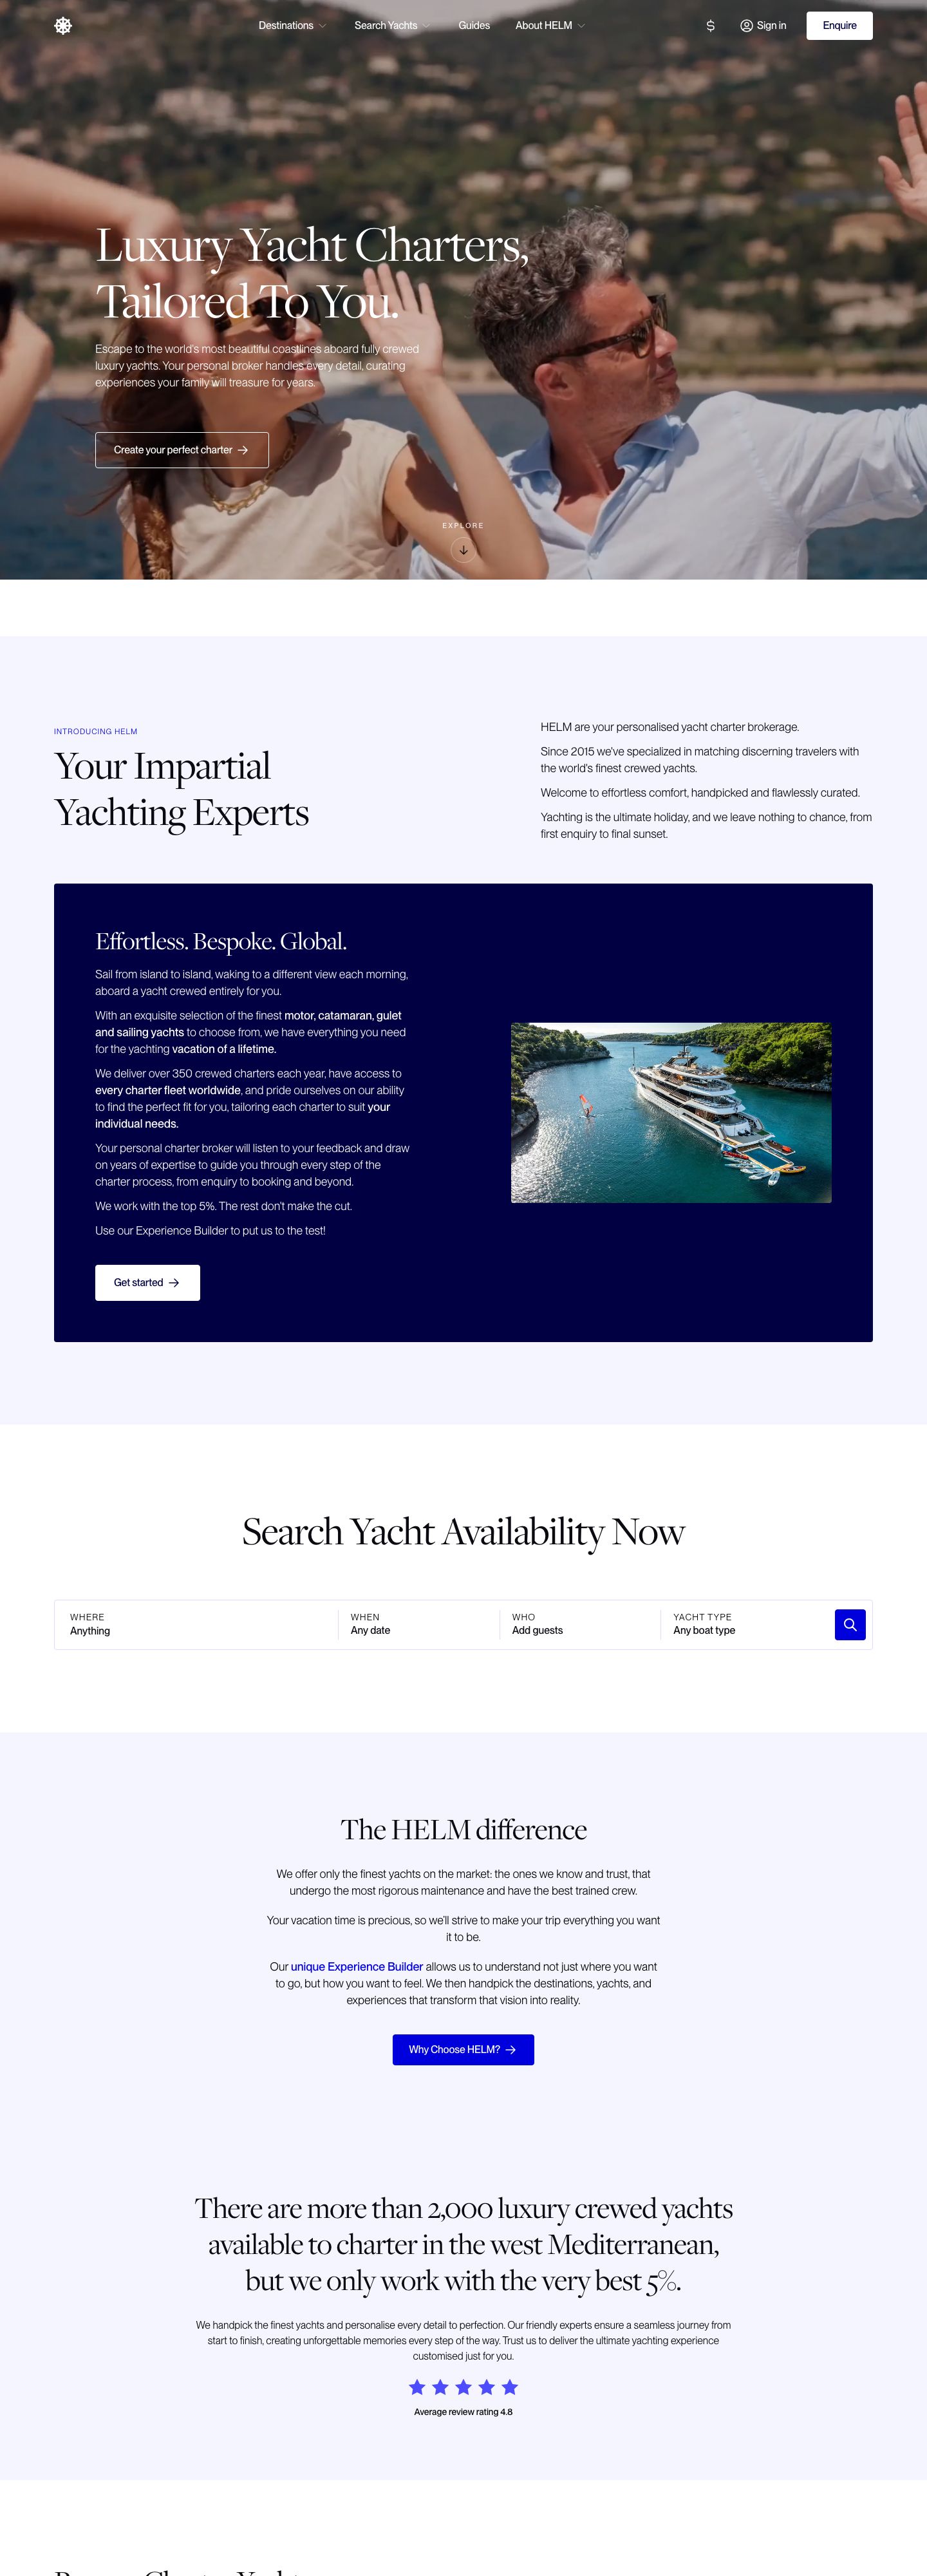 Destinations
Search Yachts
Guides
About HELM
$
Sign in
Enquire
Luxury Yacht Charters,
Tailored To You.
Escape to the world's most beautiful coastlines aboard fully crewed
luxury yachts. Your personal broker handles every detail, curating
experiences your family will treasure for years.
Create your perfect charter
EXPLORE
INTRODUCING HELM
Your Impartial
Yachting Experts
HELM are your personalised yacht charter brokerage.
Since 2015 we've specialized in matching discerning travelers with
the world's finest crewed yachts.
Welcome to effortless comfort, handpicked and flawlessly curated.
Yachting is the ultimate holiday, and we leave nothing to chance, from
first enquiry to final sunset.
Effortless. Bespoke. Global.
Sail from island to island, waking to a different view each morning,
aboard a yacht crewed entirely for you.
With an exquisite selection of the finest motor, catamaran, gulet
and sailing yachts to choose from, we have everything you need
for the yachting vacation of a lifetime.
We deliver over 350 crewed charters each year, have access to
every charter fleet worldwide, and pride ourselves on our ability
to find the perfect fit for you, tailoring each charter to suit your
individual needs.
Your personal charter broker will listen to your feedback and draw
on years of expertise to guide you through every step of the
charter process, from enquiry to booking and beyond.
We work with the top 5%. The rest don't make the cut.
Use our Experience Builder to put us to the test!
Get started
Search Yacht Availability Now
WHERE
Anything
WHEN
Any date
WHO
Add guests
YACHT TYPE
Any boat type
The HELM difference
We offer only the finest yachts on the market: the ones we know and trust, that
undergo the most rigorous maintenance and have the best trained crew.
Your vacation time is precious, so we'll strive to make your trip everything you want
it to be.
Our unique Experience Builder allows us to understand not just where you want
to go, but how you want to feel. We then handpick the destinations, yachts, and
experiences that transform that vision into reality.
Why Choose HELM?
There are more than 2,000 luxury crewed yachts
available to charter in the west Mediterranean,
but we only work with the very best 5%.
We handpick the finest yachts and personalise every detail to perfection. Our friendly experts ensure a seamless journey from
start to finish, creating unforgettable memories every step of the way. Trust us to deliver the ultimate yachting experience
customised just for you.
Average review rating 4.8